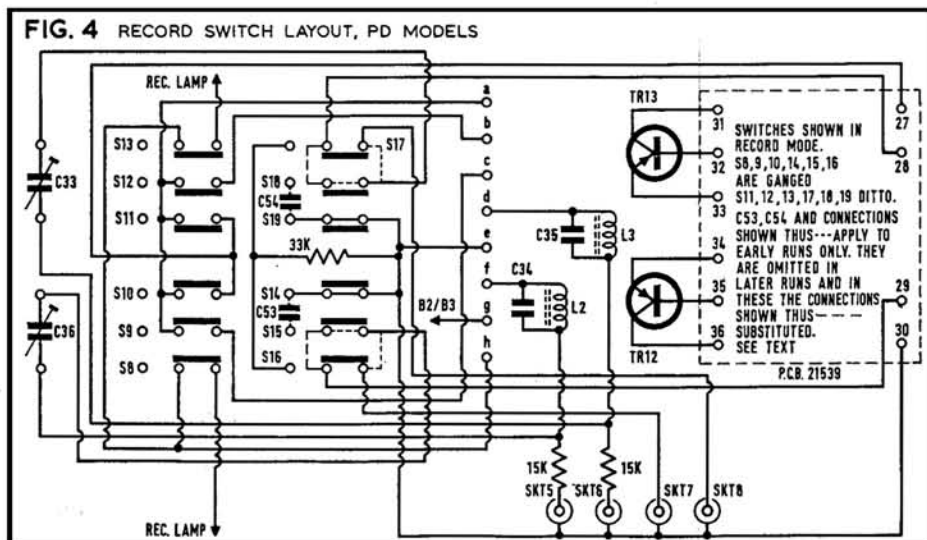 FIG. 4 RECORD SWITCH LAYOUT, PD MODELS
REC. LAMP
a
b
c
d
e
f
g
h
S13
S12
S11
S10
S9
S8
C33
C36
S17
S18
C54
S19
33K
S14
C53
S15
S16
B2/B3
C35
L3
C34
L2
TR13
TR12
31
32
33
34
35
36
27
28
29
30
SWITCHES SHOWN IN
RECORD MODE.
S8,9,10,14,15,16
ARE GANGED
S11,12,13,17,18,19 DITTO.
C53,C54 AND CONNECTIONS
SHOWN THUS---APPLY TO
EARLY RUNS ONLY. THEY
ARE OMITTED IN
LATER RUNS AND IN
THESE THE CONNECTIONS
SHOWN THUS — —
SUBSTITUTED.
SEE TEXT
P.C.B. 21539
15K
15K
SKT5
SKT6
SKT7
SKT8
REC. LAMP